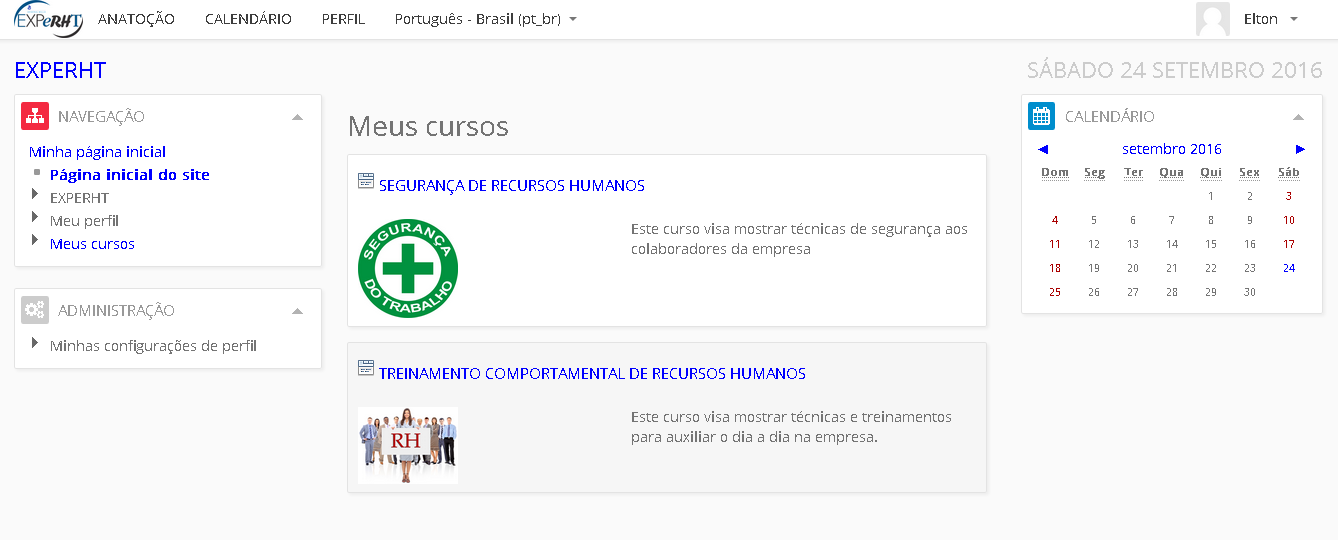 EXPeRHT ANATOÇÃO CALENDÁRIO PERFIL Português - Brasil (pt_br) Elton
EXPERHT
SÁBADO 24 SETEMBRO 2016
NAVEGAÇÃO
Minha página inicial
Página inicial do site
EXPERHT
Meu perfil
Meus cursos
ADMINISTRAÇÃO
Minhas configurações de perfil
Meus cursos
SEGURANÇA DE RECURSOS HUMANOS
SEGURANÇA
DO TRABALHO
Este curso visa mostrar técnicas de segurança aos
colaboradores da empresa
TREINAMENTO COMPORTAMENTAL DE RECURSOS HUMANOS
RH
Este curso visa mostrar técnicas e treinamentos
para auxiliar o dia a dia na empresa.
CALENDÁRIO
setembro 2016
Dom Seg Ter Qua Qui Sex Sáb
1 2 3
4 5 6 7 8 9 10
11 12 13 14 15 16 17
18 19 20 21 22 23 24
25 26 27 28 29 30